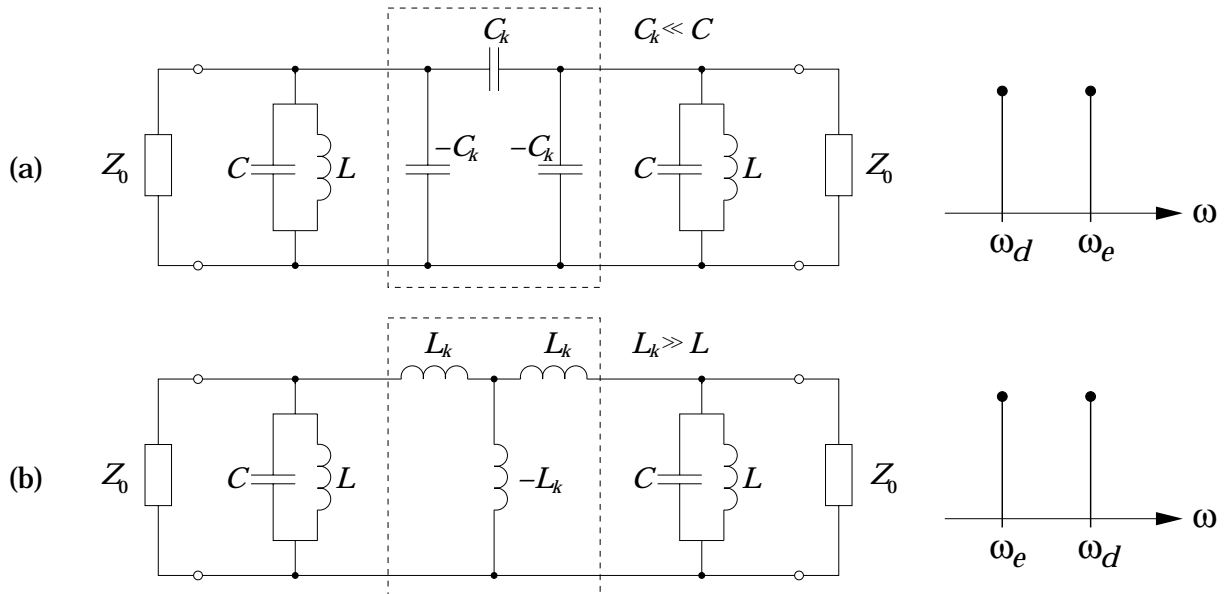 C_k C_k ≪ C
(a) Z_0 C L −C_k −C_k C L Z_0 ω
ω_d ω_e
L_k L_k L_k ≫ L
(b) Z_0 C L −L_k C L Z_0 ω
ω_e ω_d